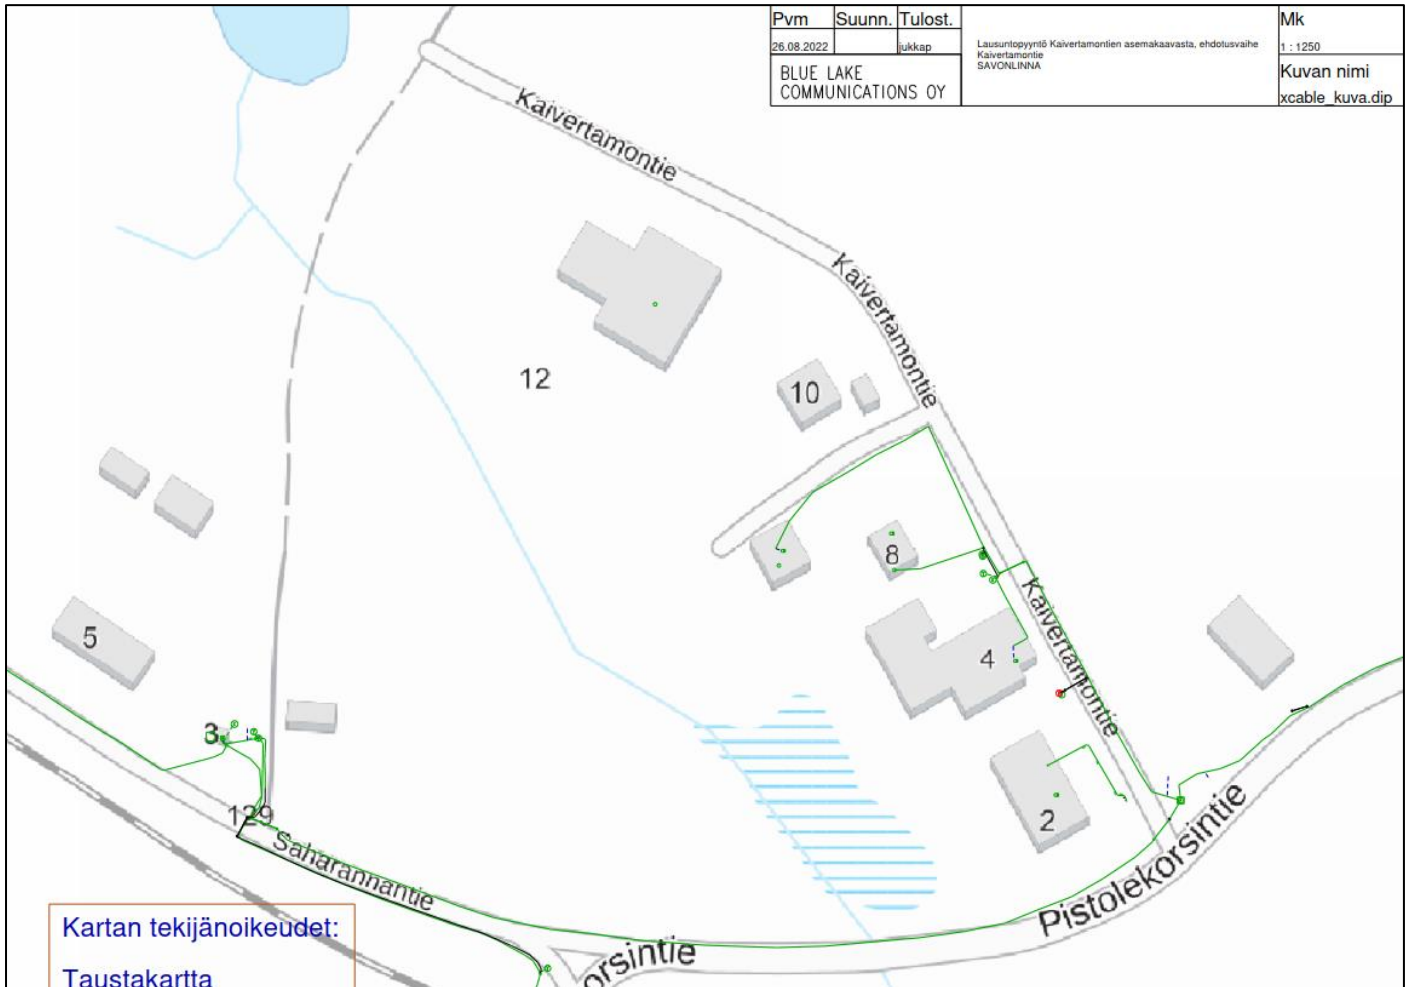 Pvm Suunn. Tulost.
26.08.2022 jukkap
BLUE LAKE
COMMUNICATIONS OY
Lausuntopyyntö Kaivertamontien asemakaavasta, ehdotusvaihe
Kaivertamontie
SAVONLINNA
Mk
1 : 1250
Kuvan nimi
xcable_kuva.dip
Kaivertamontie
Kaivertamontie
12
10
8
Kaivertamontie
5
4
3
2
129
Saharannantie
Pistolekorsintie
orsintie
Kartan tekijänoikeudet:
Taustakartta